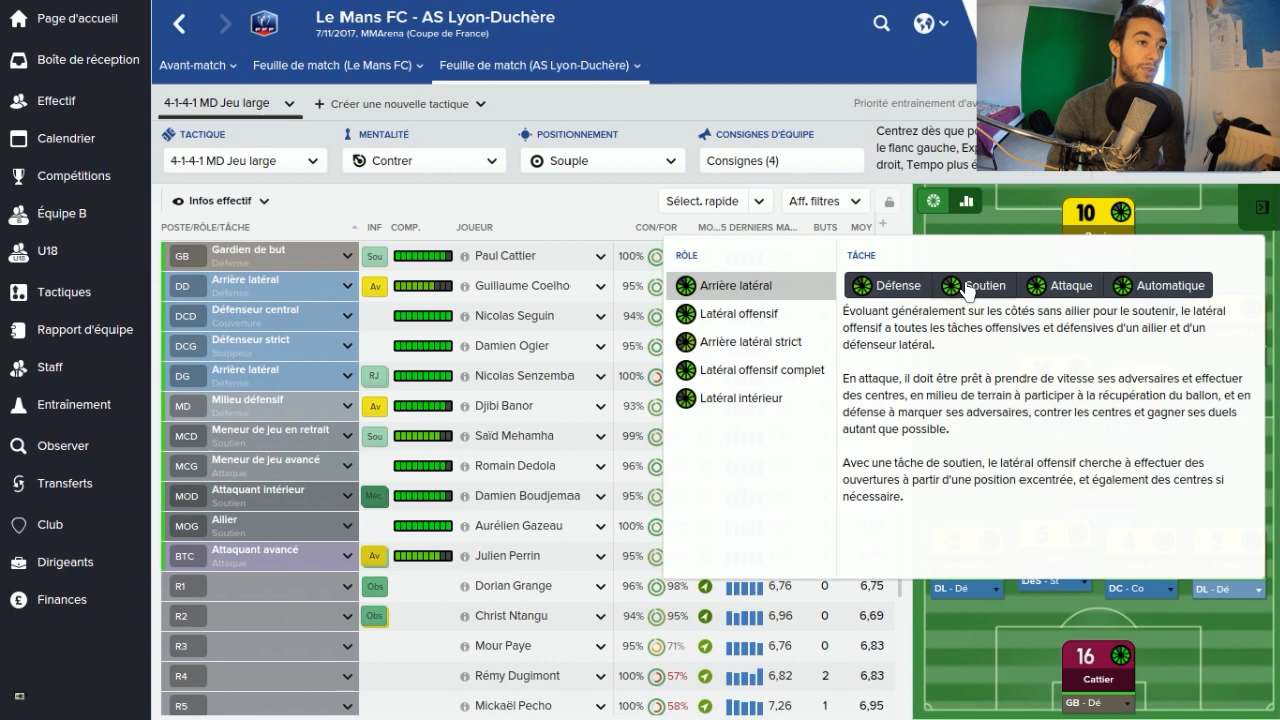 Page d'accueil
Boîte de réception
Effectif
Calendrier
Compétitions
Équipe B
U18
Tactiques
Rapport d'équipe
Staff
Entraînement
Observer
Transferts
Club
Dirigeants
Finances
Le Mans FC - AS Lyon-Duchère
7/11/2017, MMArena (Coupe de France)
Avant-match
Feuille de match (Le Mans FC)
Feuille de match (AS Lyon-Duchère)
4-1-4-1 MD Jeu large
+ Créer une nouvelle tactique
Priorité entraînement d'av
TACTIQUE
MENTALITÉ
POSITIONNEMENT
CONSIGNES D'ÉQUIPE
4-1-4-1 MD Jeu large
Contrer
Souple
Consignes (4)
Centrez dès que po
le flanc gauche, Exp
droit, Tempo plus é
Infos effectif
Sélect. rapide
Aff. filtres
POSTE/RÔLE/TÂCHE INF COMP. JOUEUR CON/FOR MO...5 DERNIERS MA... BUTS MOY
GB Gardien de but Défense Sou Paul Cattier 100%
DD Arrière latéral Défense Av Guillaume Coelho 95%
DCD Défenseur central Couverture Nicolas Seguin 94%
DCG Défenseur strict Stoppeur Damien Ogier 95%
DG Arrière latéral Défense RJ Nicolas Senzemba 100%
MD Milieu défensif Défense Av Djibi Banor 93%
MCD Meneur de jeu en retrait Soutien Sou Saïd Mehamha 99%
MCG Meneur de jeu avancé Attaque Romain Dedola 96%
MOD Attaquant intérieur Soutien Méc Damien Boudjemaa 95%
MOG Ailier Soutien Aurélien Gazeau 100%
BTC Attaquant avancé Attaque Av Julien Perrin 95%
R1 Obs Dorian Grange 96% 98% 6,76 0 6,75
R2 Obs Christ Ntangu 94% 95% 6,96 0 6,69
R3 Mour Paye 95% 71% 6,76 0 6,83
R4 Rémy Dugimont 100% 57% 6,82 2 6,83
R5 Mickaël Pecho 100% 58% 7,26 1 6,95
RÔLE
Arrière latéral
Latéral offensif
Arrière latéral strict
Latéral offensif complet
Latéral intérieur
TÂCHE
Défense Soutien Attaque Automatique
Évoluant généralement sur les côtés sans ailier pour le soutenir, le latéral
offensif a toutes les tâches offensives et défensives d'un ailier et d'un
défenseur latéral.
En attaque, il doit être prêt à prendre de vitesse ses adversaires et effectuer
des centres, en milieu de terrain à participer à la récupération du ballon, et en
défense à marquer ses adversaires, contrer les centres et gagner ses duels
autant que possible.
Avec une tâche de soutien, le latéral offensif cherche à effectuer des
ouvertures à partir d'une position excentrée, et également des centres si
nécessaire.
10
DL - Dé
DéS - St
DC - Co
DL - Dé
16
Cattier
GB - Dé